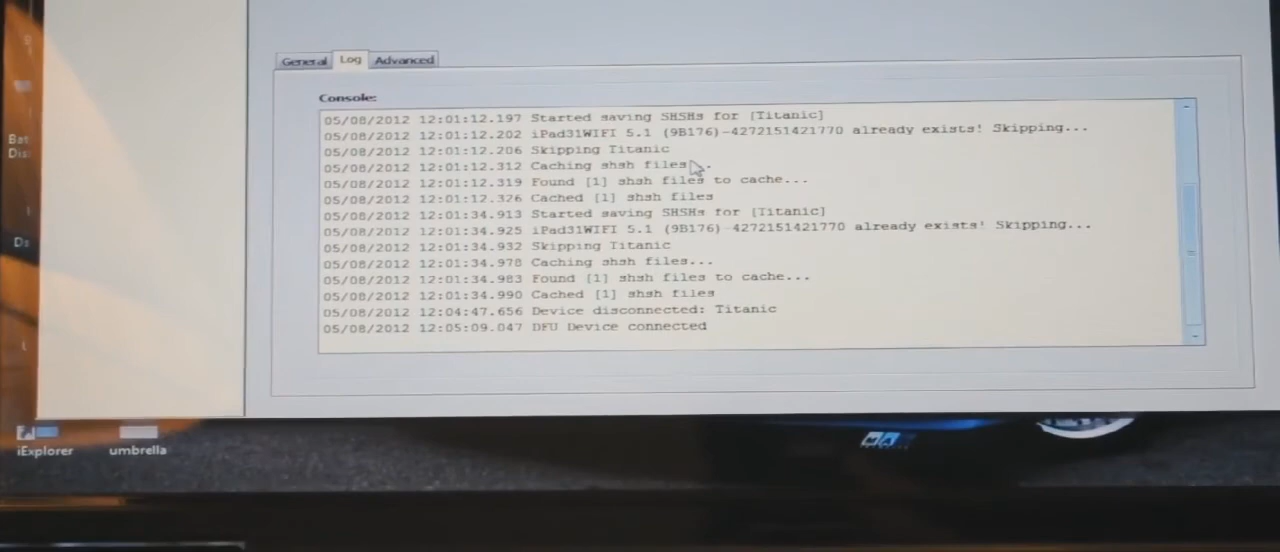 General Log Advanced
Console:
05/08/2012 12:01:12.197 Started saving SHSHs for [Titanic]
05/08/2012 12:01:12.202 iPad31WIFI 5.1 (9B176)-4272151421770 already exists! Skipping...
05/08/2012 12:01:12.206 Skipping Titanic
05/08/2012 12:01:12.312 Caching shsh files...
05/08/2012 12:01:12.319 Found [1] shsh files to cache...
05/08/2012 12:01:12.326 Cached [1] shsh files
05/08/2012 12:01:34.913 Started saving SHSHs for [Titanic]
05/08/2012 12:01:34.925 iPad31WIFI 5.1 (9B176)-4272151421770 already exists! Skipping...
05/08/2012 12:01:34.932 Skipping Titanic
05/08/2012 12:01:34.978 Caching shsh files...
05/08/2012 12:01:34.983 Found [1] shsh files to cache...
05/08/2012 12:01:34.990 Cached [1] shsh files
05/08/2012 12:04:47.656 Device disconnected: Titanic
05/08/2012 12:05:09.047 DFU Device connected
Bat
Dis
Ds
iExplorer umbrella